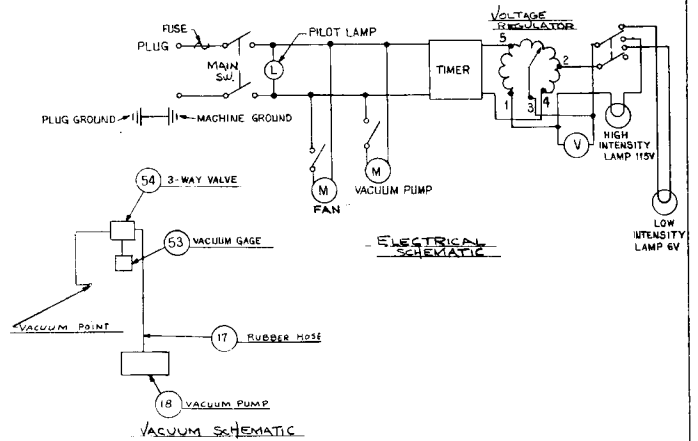 FUSE
PLUG
MAIN
SW.
PILOT LAMP
L
PLUG GROUND
MACHINE GROUND
M
FAN
M
VACUUM PUMP
TIMER
VOLTAGE
REGULATOR
5
2
1
3
4
V
HIGH
INTENSITY
LAMP 115V
LOW
INTENSITY
LAMP 6V
ELECTRICAL
SCHEMATIC
54
3-WAY VALVE
53
VACUUM GAGE
VACUUM POINT
17
RUBBER HOSE
18
VACUUM PUMP
VACUUM SCHEMATIC